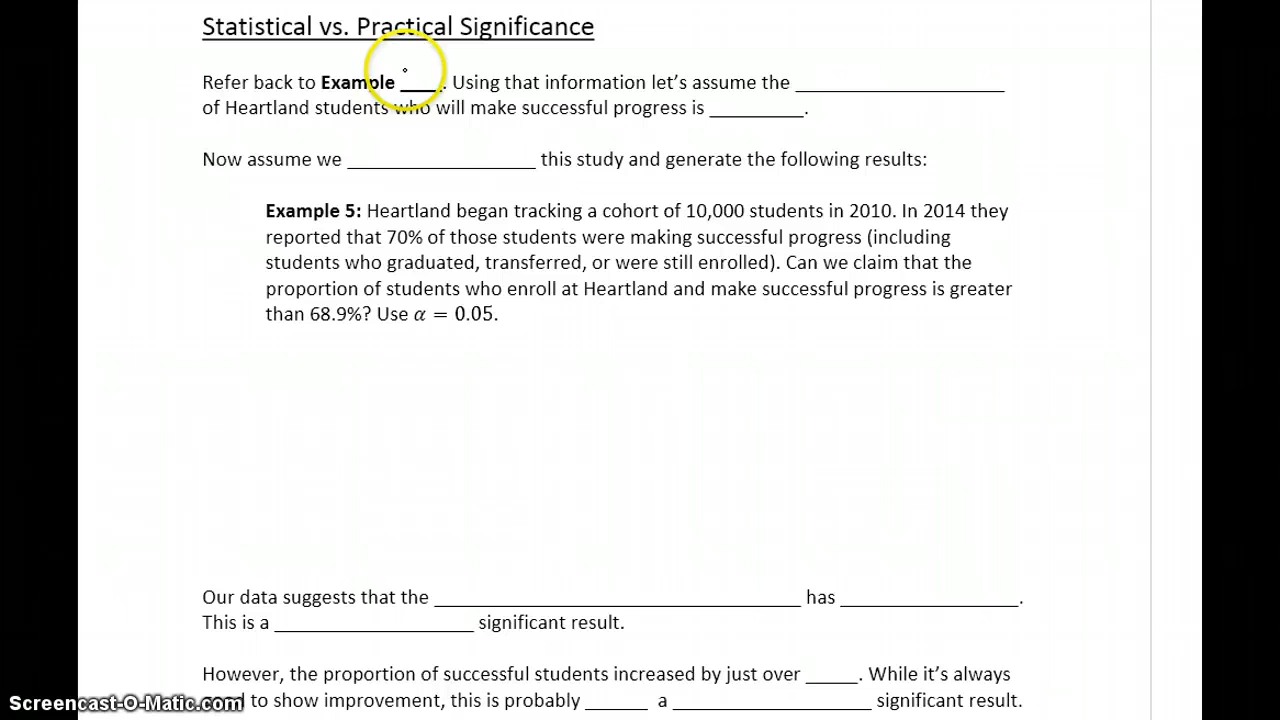 Statistical vs. Practical Significance
Refer back to Example ____. Using that information let's assume the ____________________
of Heartland students who will make successful progress is _________.
Now assume we __________________ this study and generate the following results:
Example 5: Heartland began tracking a cohort of 10,000 students in 2010. In 2014 they
reported that 70% of those students were making successful progress (including
students who graduated, transferred, or were still enrolled). Can we claim that the
proportion of students who enroll at Heartland and make successful progress is greater
than 68.9%? Use α = 0.05.
Our data suggests that the ___________________________________ has _________________.
This is a ___________________ significant result.
However, the proportion of successful students increased by just over _____. While it's always
to show improvement, this is probably ______ a ___________________ significant result.
Screencast-O-Matic.com